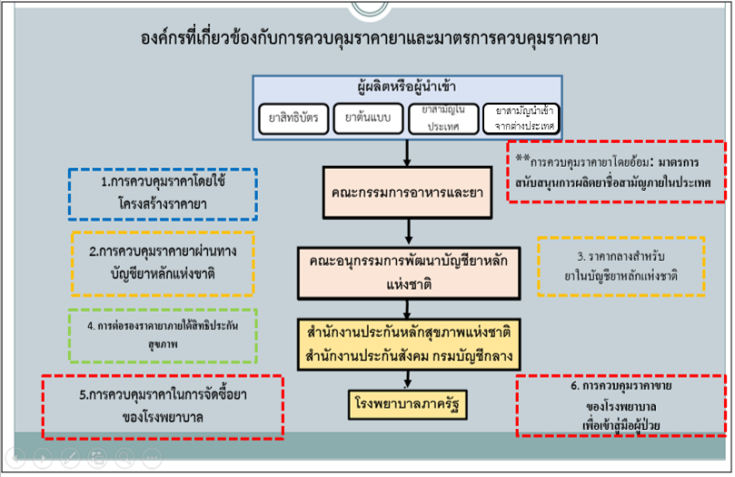 องค์กรที่เกี่ยวข้องกับการควบคุมราคายาและมาตรการควบคุมราคายา
ผู้ผลิตหรือผู้นำเข้า
ยาสิทธิบัตร
ยาต้นแบบ
ยาสามัญใน
ประเทศ
ยาสามัญนำเข้า
จากต่างประเทศ
**การควบคุมราคายาโดยอ้อม: มาตรการ
สนับสนุนการผลิตยาชื่อสามัญภายในประเทศ
1.การควบคุมราคาโดยใช้
โครงสร้างราคายา
คณะกรรมการอาหารและยา
2.การควบคุมราคายาผ่านทาง
บัญชียาหลักแห่งชาติ
คณะอนุกรรมการพัฒนาบัญชียาหลัก
แห่งชาติ
3. ราคากลางสำหรับ
ยาในบัญชียาหลักแห่งชาติ
4. การต่อรองราคายาภายใต้สิทธิประกัน
สุขภาพ
สำนักงานประกันหลักสุขภาพแห่งชาติ
สำนักงานประกันสังคม กรมบัญชีกลาง
5.การควบคุมราคาในการจัดซื้อยา
ของโรงพยาบาล
โรงพยาบาลภาครัฐ
6. การควบคุมราคาขาย
ของโรงพยาบาล
เพื่อเข้าสู่มือผู้ป่วย